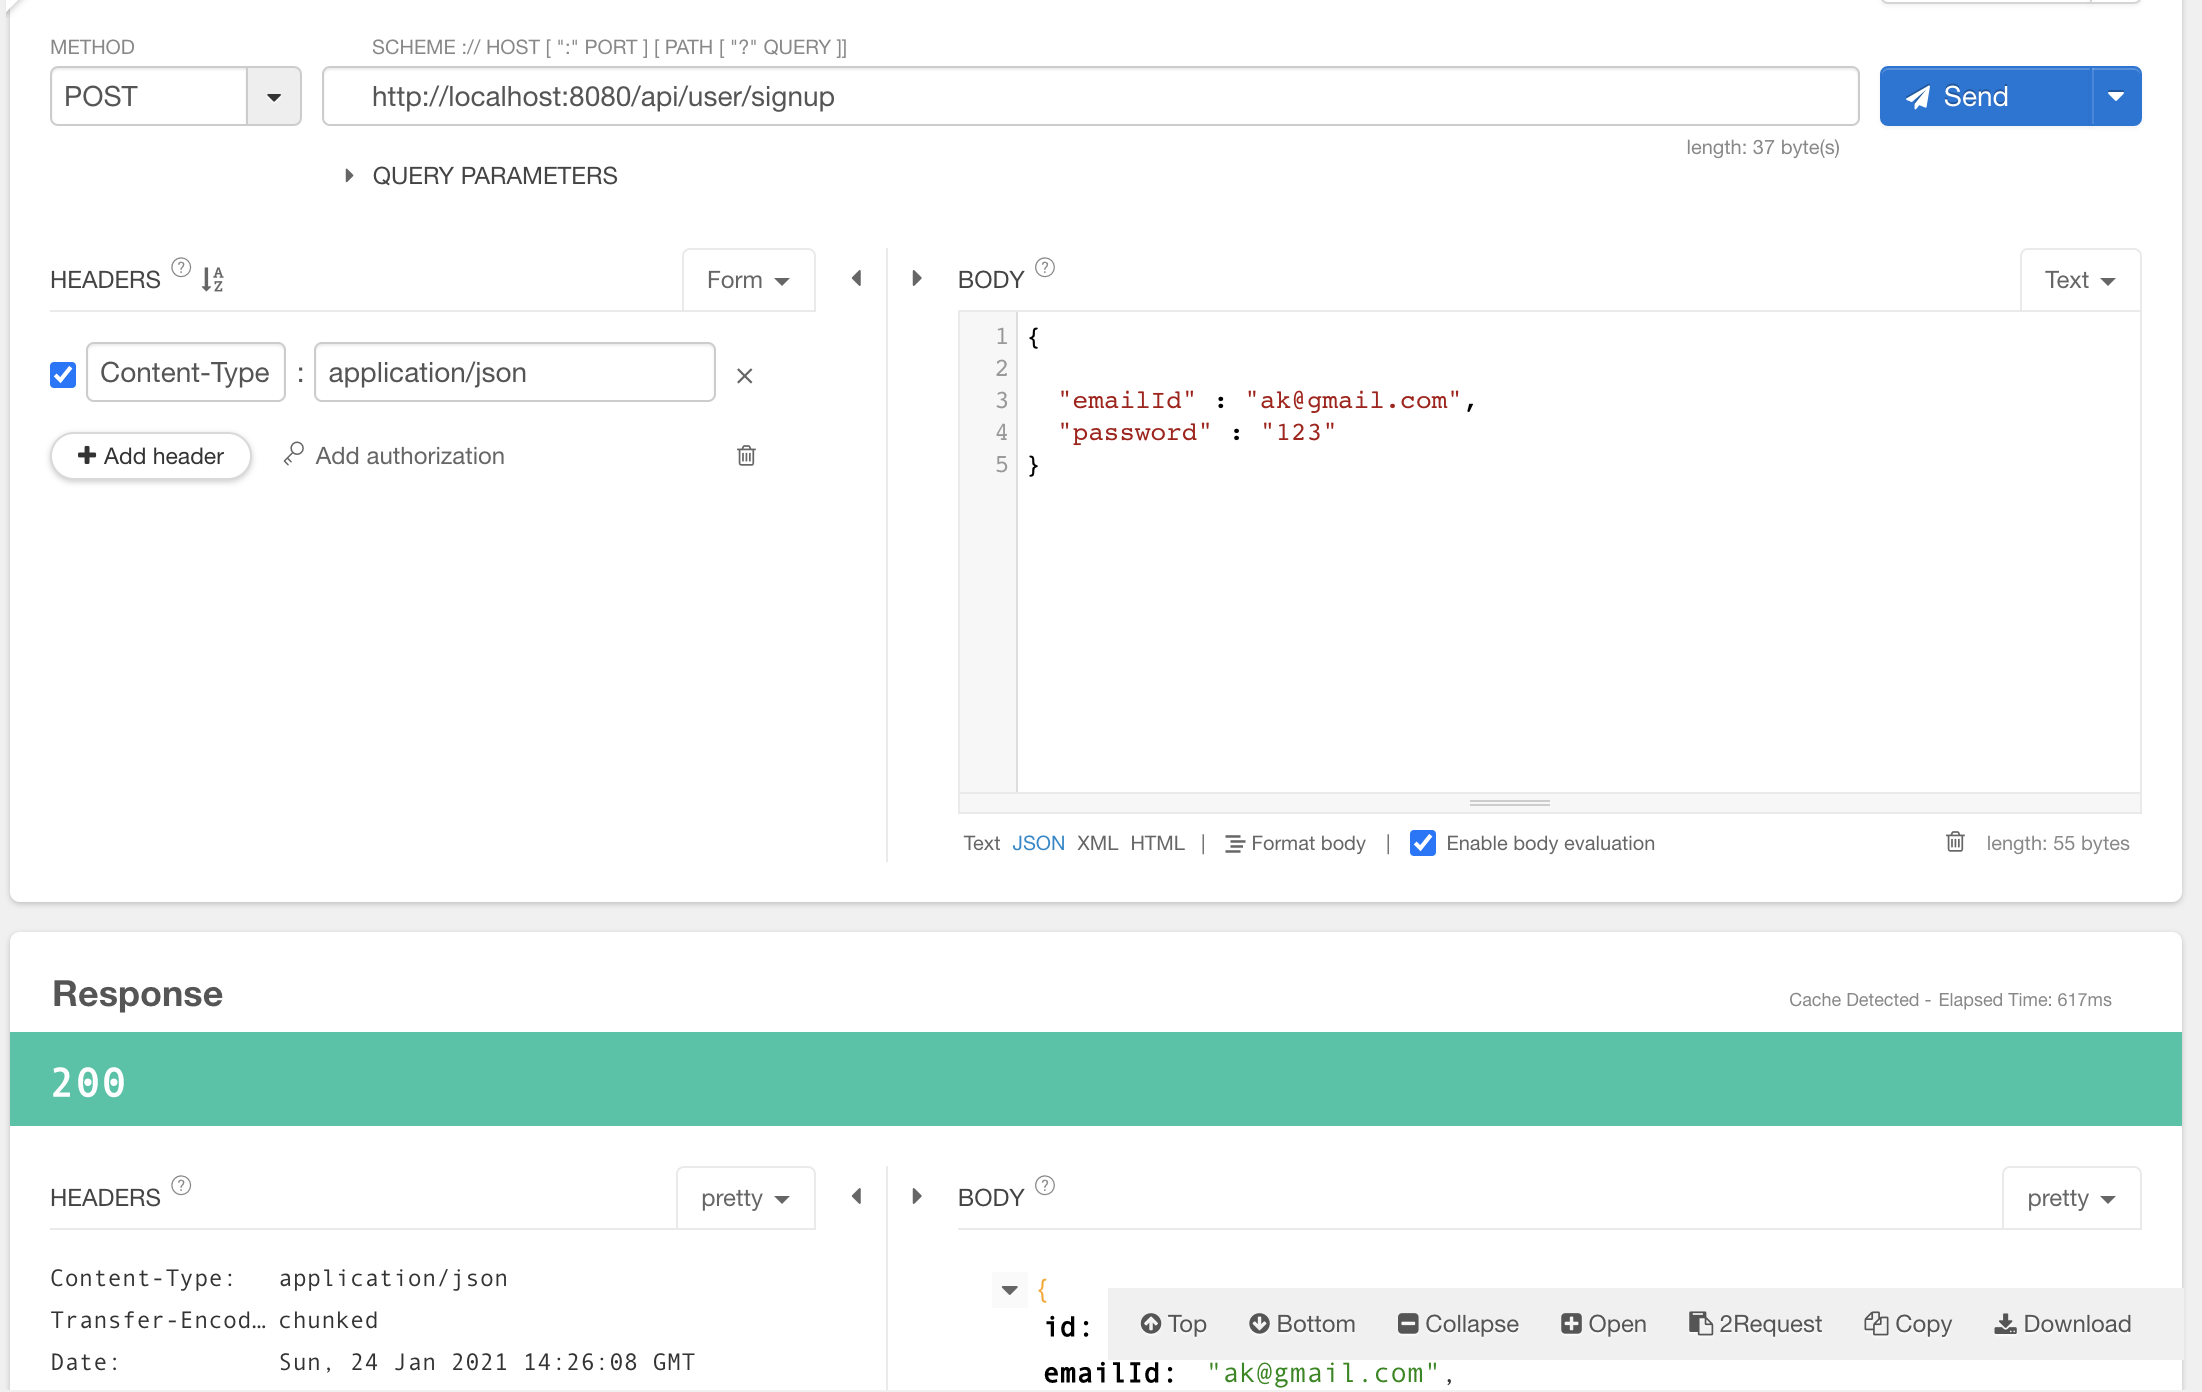 METHOD
SCHEME :// HOST [ ":" PORT ] [ PATH [ "?" QUERY ]]
POST
http://localhost:8080/api/user/signup
Send
length: 37 byte(s)
QUERY PARAMETERS
HEADERS ? A Z
Form
BODY ?
Text
Content-Type : application/json
Add header
Add authorization
1 {
2
3 "emailId" : "ak@gmail.com",
4 "password" : "123"
5 }
Text JSON XML HTML | Format body | Enable body evaluation
length: 55 bytes
Response
Cache Detected - Elapsed Time: 617ms
200
HEADERS ?
pretty
BODY ?
pretty
Content-Type: application/json
Transfer-Encod… chunked
Date: Sun, 24 Jan 2021 14:26:08 GMT
{
id:
Top Bottom Collapse Open 2Request Copy Download
emailId: "ak@gmail.com",